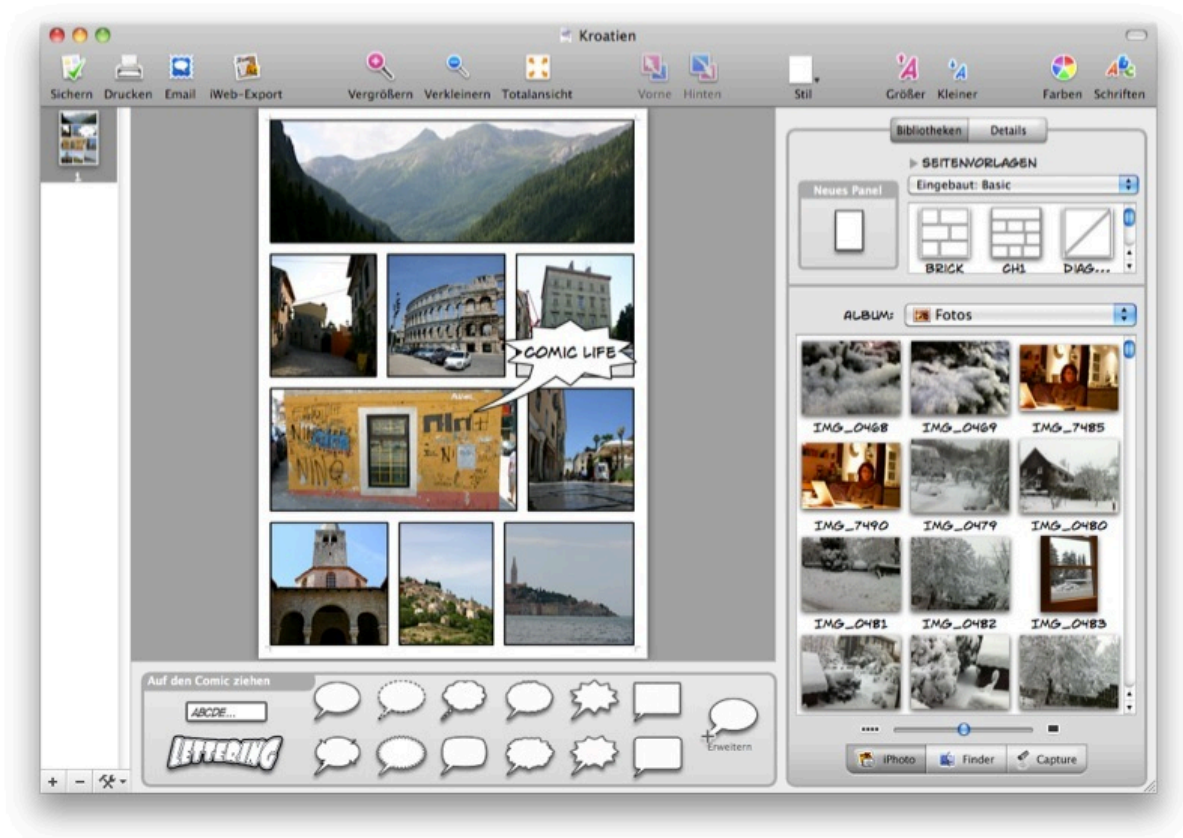 Kroatien
Sichern Drucken Email iWeb-Export Vergrößern Verkleinern Totalansicht Vorne Hinten Stil Größer Kleiner Farben Schriften
1
Bibliotheken Details
SEITENVORLAGEN
Neues Panel
Eingebaut: Basic
BRICK CH1 DIAG...
ALBUM: Fotos
IMG_0468 IMG_0469 IMG_7485
IMG_7490 IMG_0479 IMG_0480
IMG_0481 IMG_0482 IMG_0483
COMIC LIFE
NING
Auf den Comic ziehen
ABCDE...
LETTERING
Erweitern
iPhoto Finder Capture